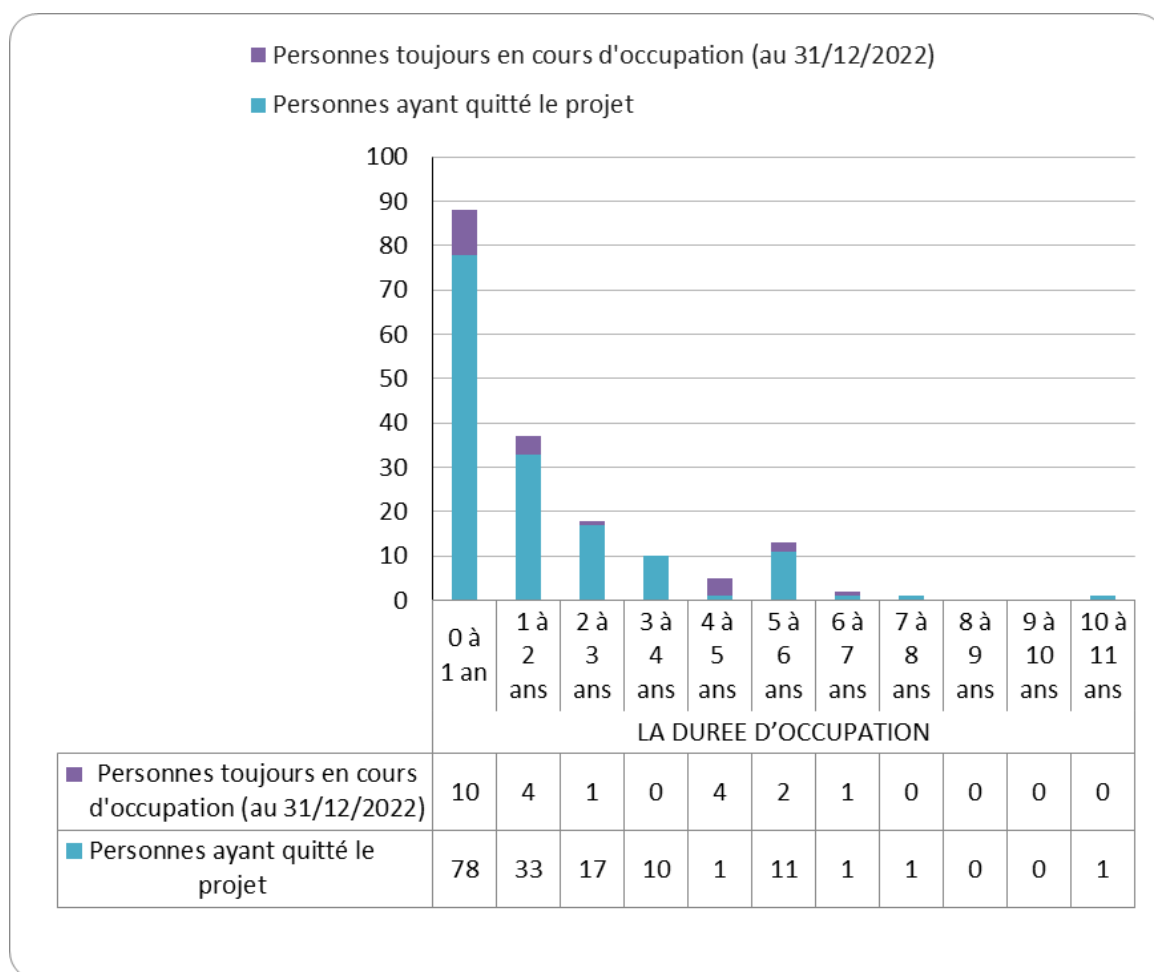 Personnes toujours en cours d'occupation (au 31/12/2022)
Personnes ayant quitté le projet
100
90
80
70
60
50
40
30
20
10
0
0 à 1 an
1 à 2 ans
2 à 3 ans
3 à 4 ans
4 à 5 ans
5 à 6 ans
6 à 7 ans
7 à 8 ans
8 à 9 ans
9 à 10 ans
10 à 11 ans
LA DUREE D’OCCUPATION
Personnes toujours en cours
d'occupation (au 31/12/2022)
10 4 1 0 4 2 1 0 0 0 0
Personnes ayant quitté le
projet
78 33 17 10 1 11 1 1 0 0 1